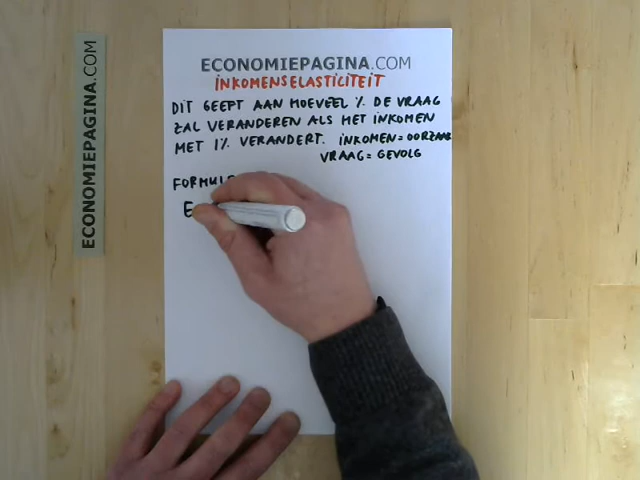 ECONOMIEPAGINA.COM
ECONOMIEPAGINA.COM
INKOMENSELASTICITEIT
DIT GEEFT AAN HOEVEEL % DE VRAAG
ZAL VERANDEREN ALS HET INKOMEN
MET 1% VERANDERT. INKOMEN = OORZAAK
VRAAG = GEVOLG
E